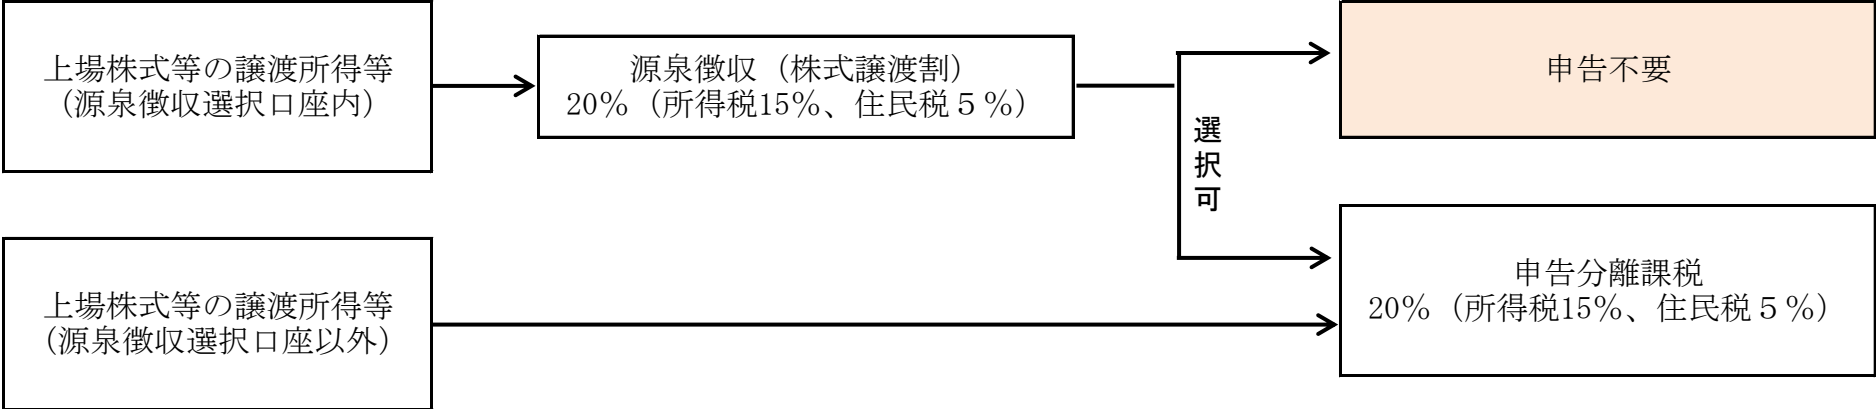 上場株式等の譲渡所得等
(源泉徴収選択口座内)
源泉徴収（株式譲渡割）
20％（所得税15％、住民税５％）
選択可
申告不要
上場株式等の譲渡所得等
(源泉徴収選択口座以外)
申告分離課税
20％（所得税15％、住民税５％）